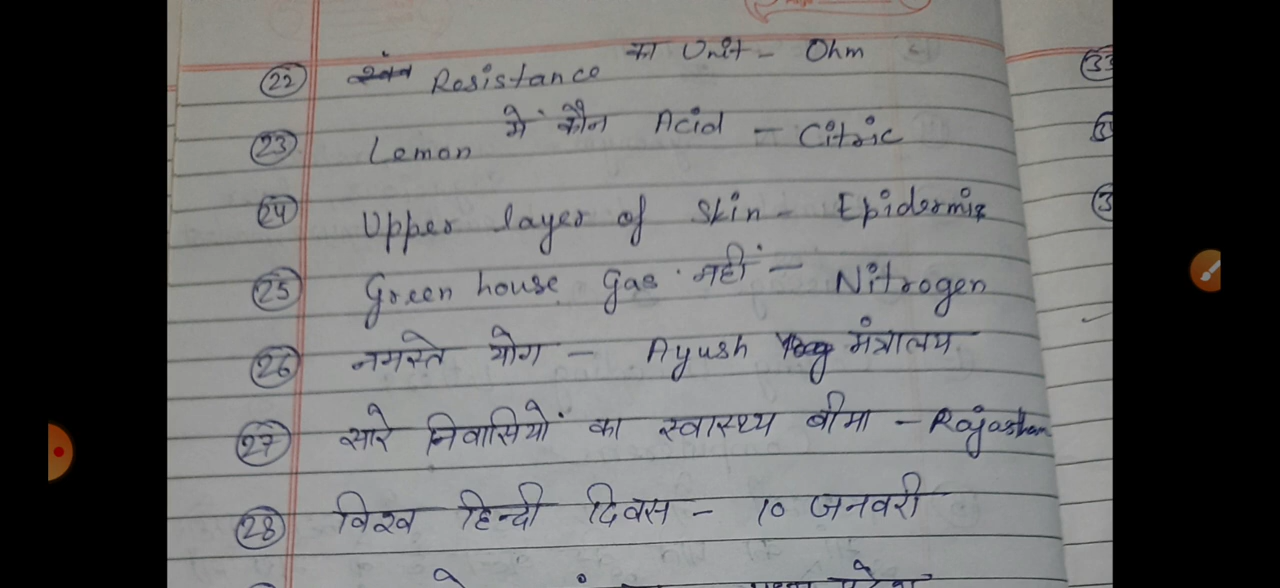 22 Resistance का Unit - Ohm
23 Lemon में कौन Acid - Citric
24 Upper layer of skin - Epidermis
25 Green house Gas नहीं - Nitrogen
26 नमस्ते योग - Ayush मंत्रालय
27 सारे निवासियों का स्वास्थ्य बीमा - Rajasthan
28 विश्व हिन्दी दिवस - 10 जनवरी